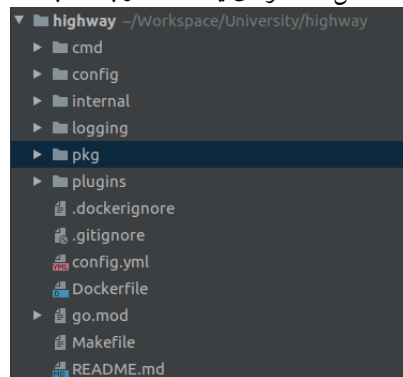 highway ~/Workspace/University/highway
cmd
config
internal
logging
pkg
plugins
.dockerignore
.gitignore
config.yml
Dockerfile
go.mod
Makefile
README.md